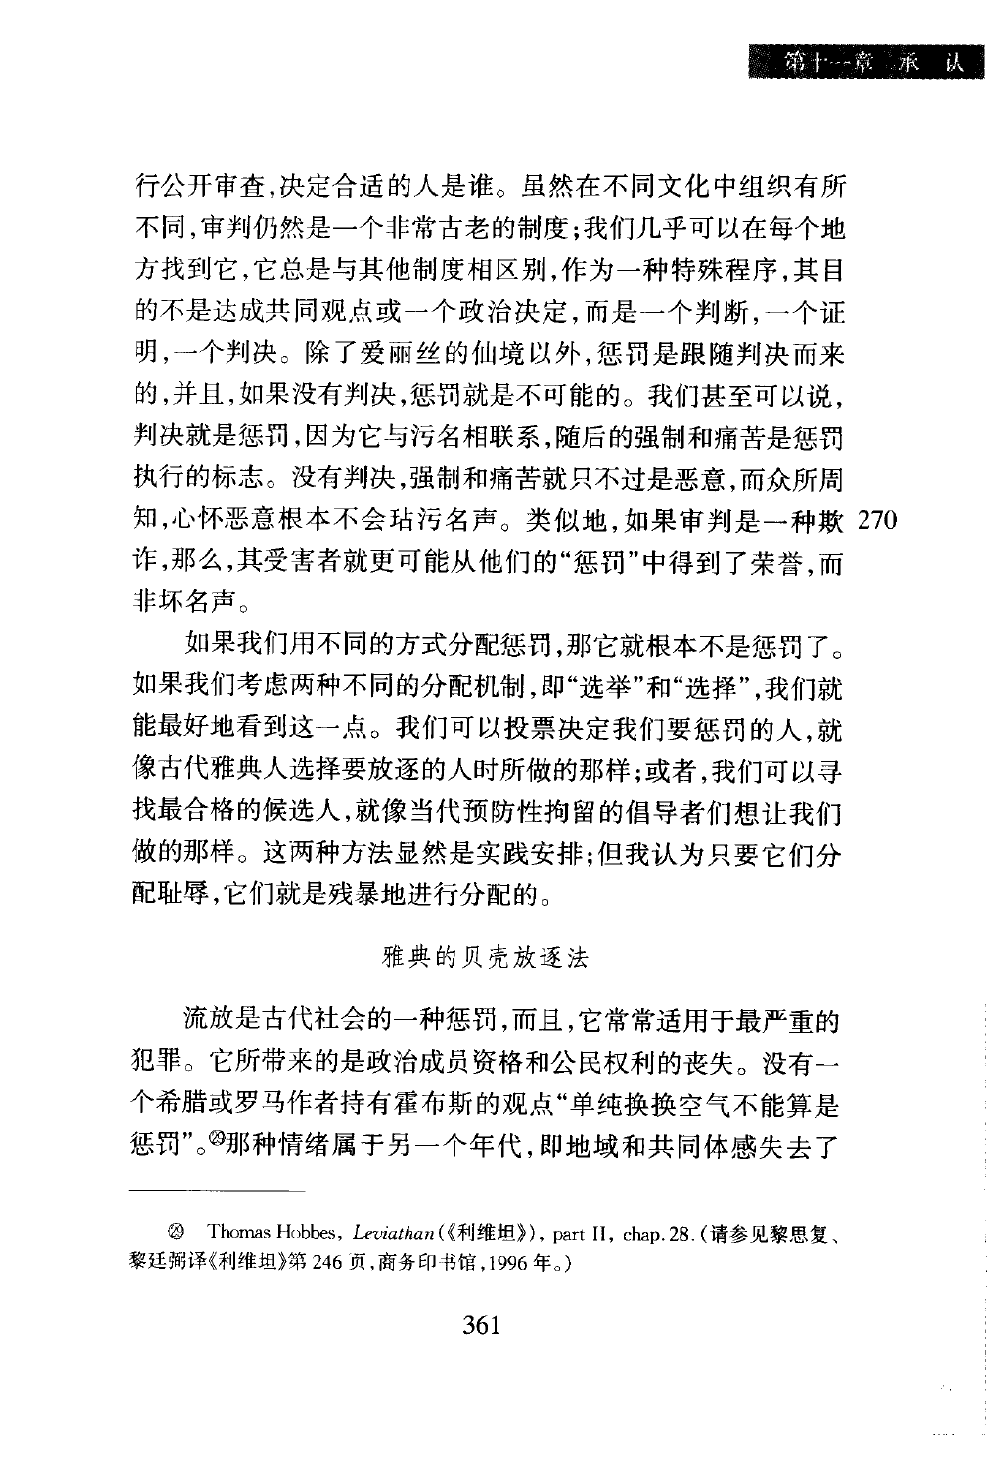 第十一章 承 认
行公开审查,决定合适的人是谁。虽然在不同文化中组织有所
不同,审判仍然是一个非常古老的制度;我们几乎可以在每个地
方找到它,它总是与其他制度相区别,作为一种特殊程序,其目
的不是达成共同观点或一个政治决定,而是一个判断,一个证
明,一个判决。除了爱丽丝的仙境以外,惩罚是跟随判决而来
的,并且,如果没有判决,惩罚就是不可能的。我们甚至可以说,
判决就是惩罚,因为它与污名相联系,随后的强制和痛苦是惩罚
执行的标志。没有判决,强制和痛苦就只不过是恶意,而众所周
知,心怀恶意根本不会玷污名声。类似地,如果审判是一种欺 270
诈,那么,其受害者就更可能从他们的“惩罚”中得到了荣誉,而
非坏名声。
如果我们用不同的方式分配惩罚,那它就根本不是惩罚了。
如果我们考虑两种不同的分配机制,即“选举”和“选择”,我们就
能最好地看到这一点。我们可以投票决定我们要惩罚的人,就
像古代雅典人选择要放逐的人时所做的那样;或者,我们可以寻
找最合格的候选人,就像当代预防性拘留的倡导者们想让我们
做的那样。这两种方法显然是实践安排;但我认为只要它们分
配耻辱,它们就是残暴地进行分配的。
雅典的贝壳放逐法
流放是古代社会的一种惩罚,而且,它常常适用于最严重的
犯罪。它所带来的是政治成员资格和公民权利的丧失。没有一
个希腊或罗马作者持有霍布斯的观点“单纯换换空气不能算是
惩罚”。㉙那种情绪属于另一个年代,即地域和共同体感失去了
㉙ Thomas Hobbes, Leviathan(《利维坦》), part II, chap. 28. (请参见黎思复、
黎廷弼译《利维坦》第 246 页,商务印书馆,1996 年。)
361